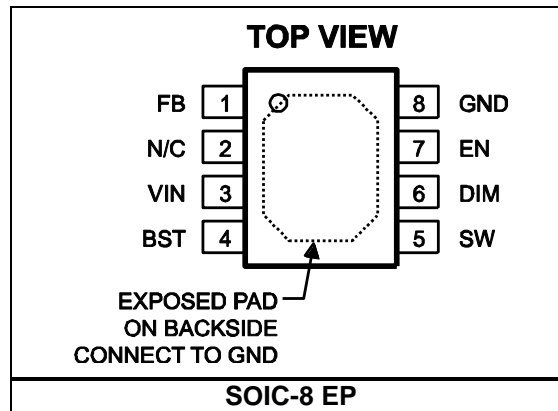 TOP VIEW
FB 1 8 GND
N/C 2 7 EN
VIN 3 6 DIM
BST 4 5 SW
EXPOSED PAD
ON BACKSIDE
CONNECT TO GND
SOIC-8 EP